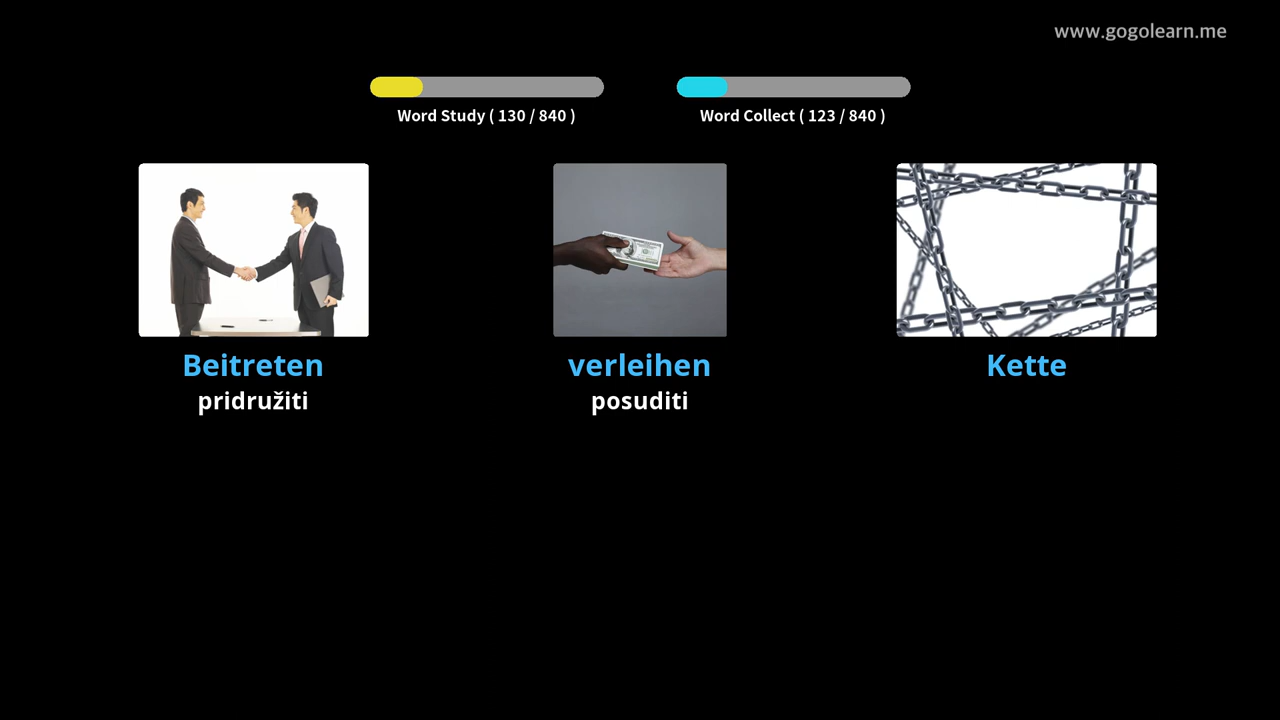 www.gogolearn.me
Word Study ( 130 / 840 )
Word Collect ( 123 / 840 )
Beitreten
pridružiti
verleihen
posuditi
Kette